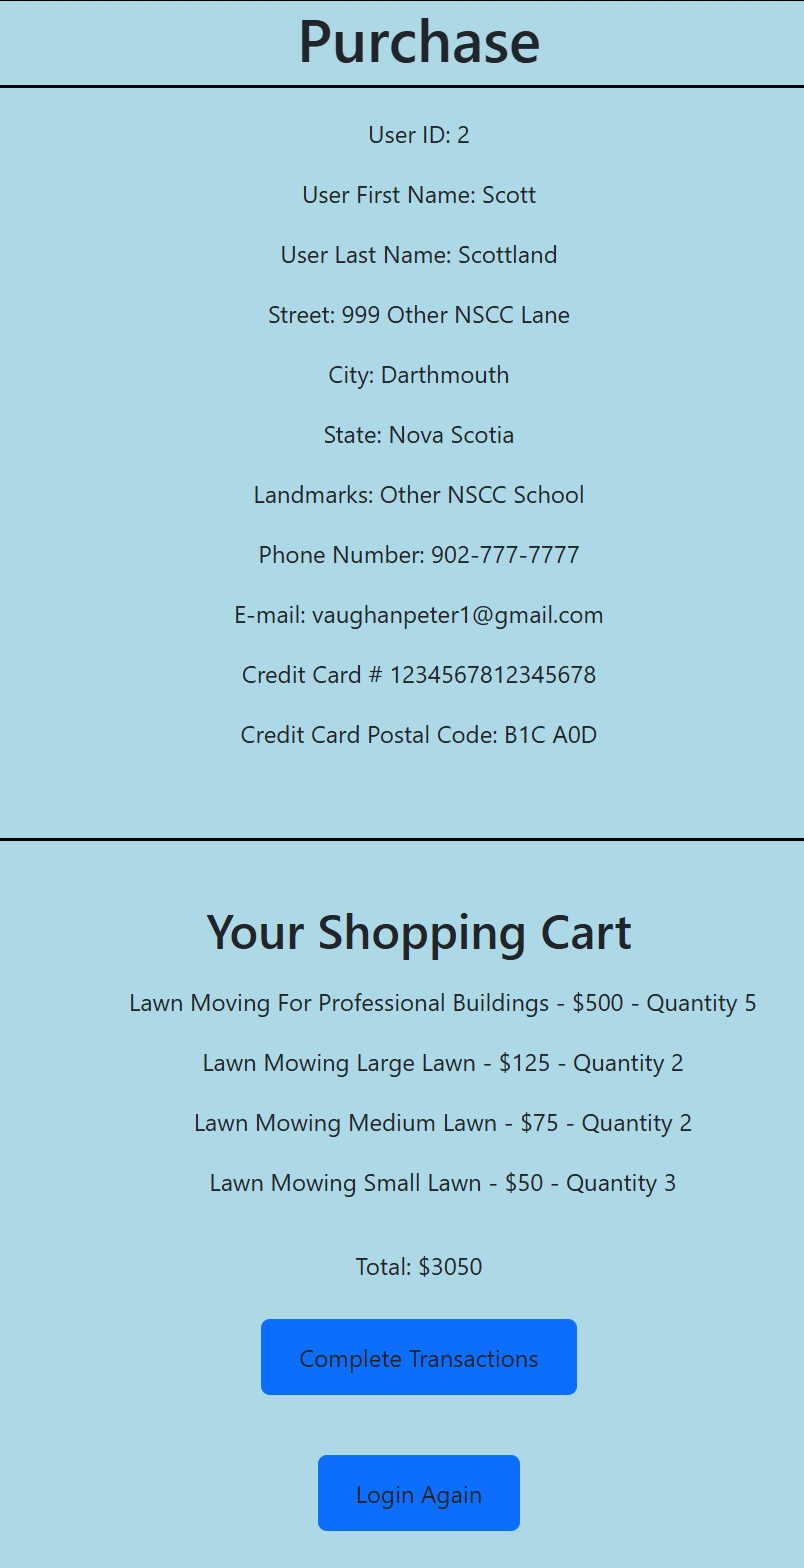 Purchase
User ID: 2
User First Name: Scott
User Last Name: Scottland
Street: 999 Other NSCC Lane
City: Darthmouth
State: Nova Scotia
Landmarks: Other NSCC School
Phone Number: 902-777-7777
E-mail: vaughanpeter1@gmail.com
Credit Card # 1234567812345678
Credit Card Postal Code: B1C A0D
Your Shopping Cart
Lawn Moving For Professional Buildings - $500 - Quantity 5
Lawn Mowing Large Lawn - $125 - Quantity 2
Lawn Mowing Medium Lawn - $75 - Quantity 2
Lawn Mowing Small Lawn - $50 - Quantity 3
Total: $3050
Complete Transactions
Login Again